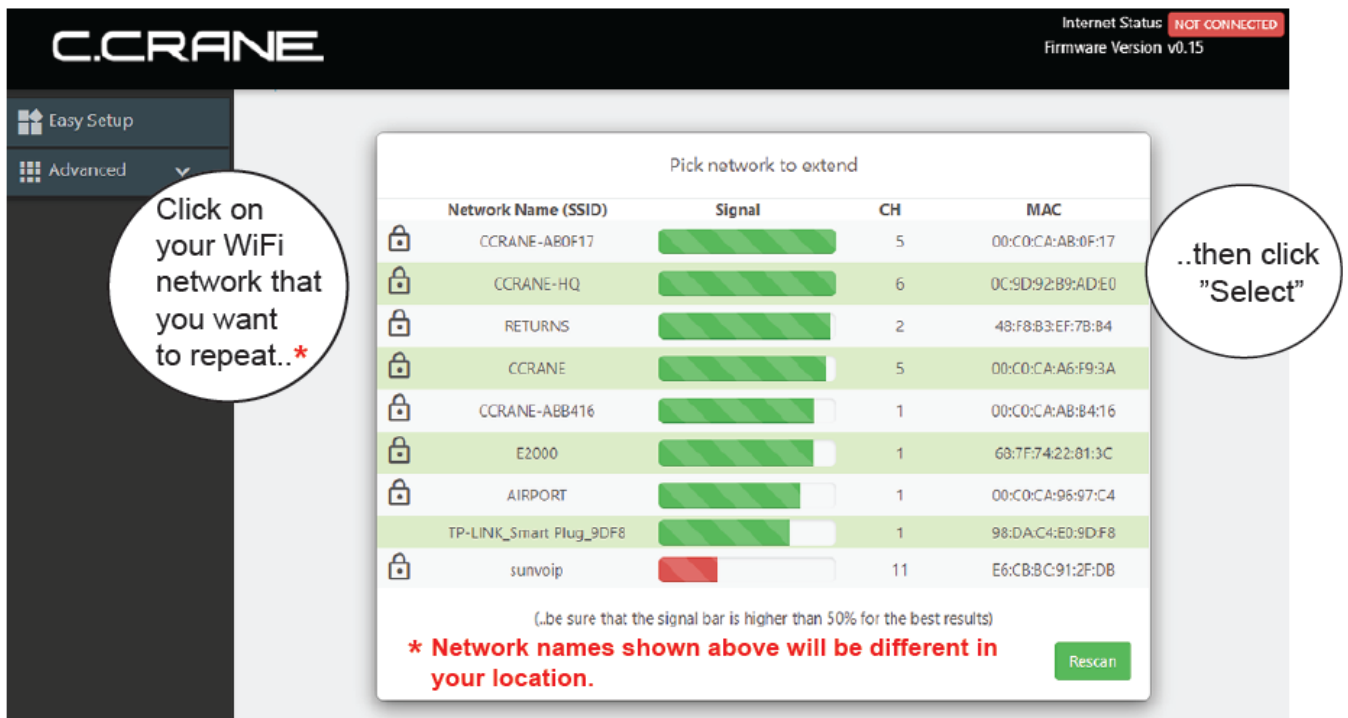 C.CRANE
Internet Status NOT CONNECTED
Firmware Version v0.15
Easy Setup
Advanced
Click on
your WiFi
network that
you want
to repeat..*
..then click
”Select”
Pick network to extend
Network Name (SSID) Signal CH MAC
CCRANE-AB0F17 5 00:C0:CA:AB:0F:17
CCRANE-HQ 6 0C:9D:92:B9:AD:E0
RETURNS 2 48:F8:B3:EF:7B:B4
CCRANE 5 00:C0:CA:A6:F9:3A
CCRANE-ABB416 1 00:C0:CA:AB:B4:16
E2000 1 68:7F:74:22:81:3C
AIRPORT 1 00:C0:CA:96:97:C4
TP-LINK_Smart Plug_9DF8 1 98:DA:C4:E0:9D:F8
sunvoip 11 E6:CB:BC:91:2F:DB
(..be sure that the signal bar is higher than 50% for the best results)
* Network names shown above will be different in
your location.
Rescan